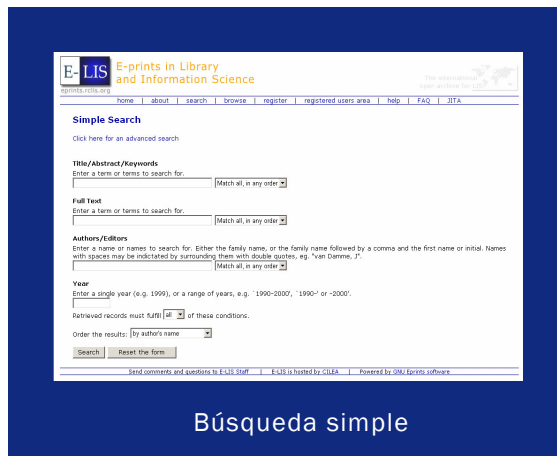 E-LIS
E-prints in Library
and Information Science
eprints.rclis.org
The international
open archive for LIS
home | about | search | browse | register | registered users area | help | FAQ | JITA
Simple Search
Click here for an advanced search
Title/Abstract/Keywords
Enter a term or terms to search for.
Match all, in any order
Full Text
Enter a term or terms to search for.
Match all, in any order
Authors/Editors
Enter a name or names to search for. Either the family name, or the family name followed by a comma and the first name or initial. Names
with spaces may be indictated by surrounding them with double quotes, eg. "van Damme, J".
Match all, in any order
Year
Enter a single year (e.g. 1999), or a range of years, e.g. `1990-2000', `1990-' or `-2000'.
Retrieved records must fulfill all of these conditions.
Order the results: by author's name
Search Reset the form
Send comments and questions to E-LIS Staff | E-LIS is hosted by CILEA | Powered by GNU Eprints software
Búsqueda simple